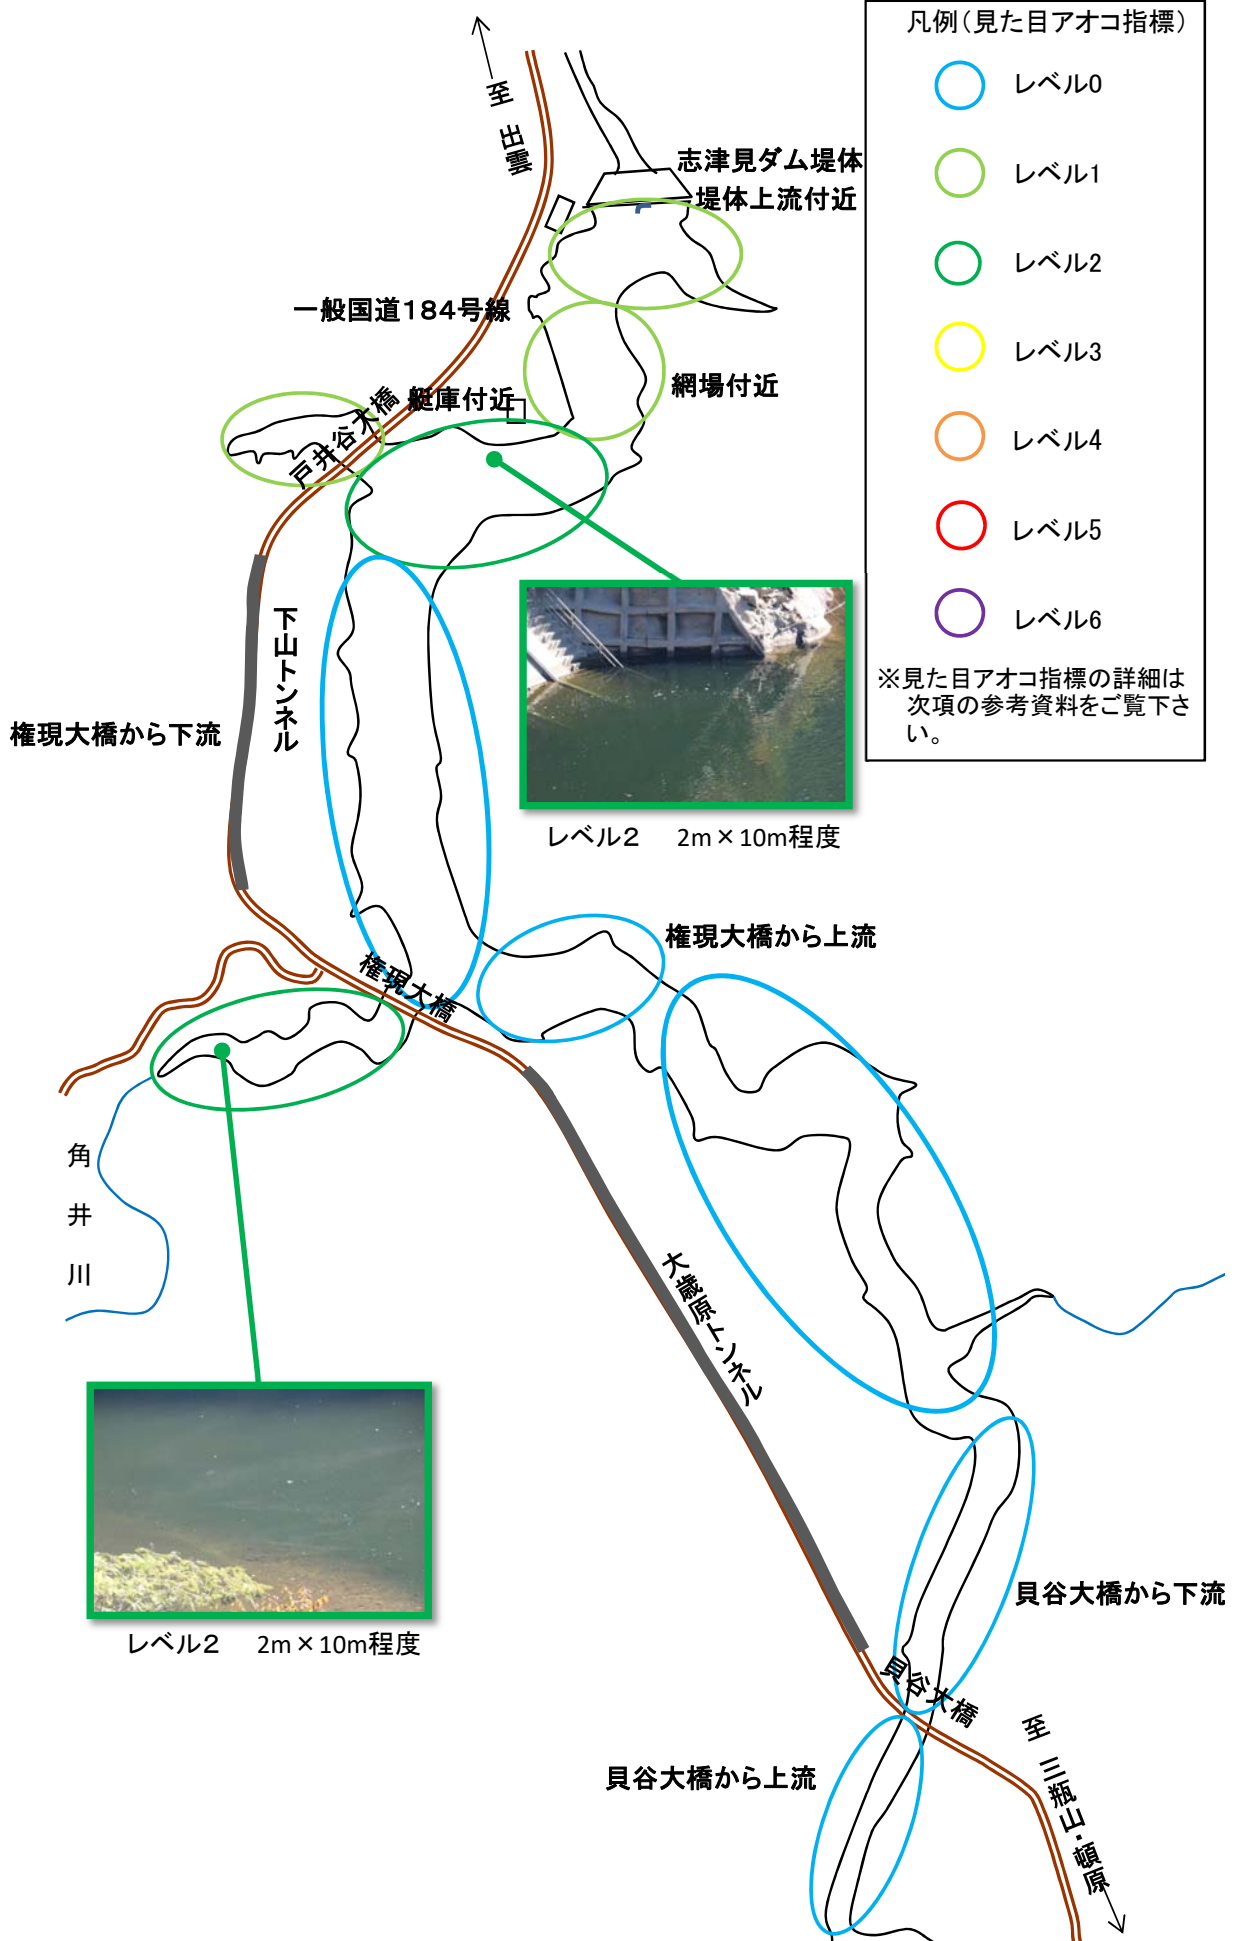 凡例(見た目アオコ指標)
レベル0
レベル1
レベル2
レベル3
レベル4
レベル5
レベル6
※見た目アオコ指標の詳細は
次項の参考資料をご覧下さ
い。
至 出雲
志津見ダム堤体
堤体上流付近
一般国道184号線
網場付近
艇庫付近
戸井谷大橋
下山トンネル
権現大橋から下流
レベル2 2m×10m程度
権現大橋から上流
権現大橋
角井川
大歳原トンネル
レベル2 2m×10m程度
貝谷大橋から下流
貝谷大橋
貝谷大橋から上流
至 三瓶山・頓原